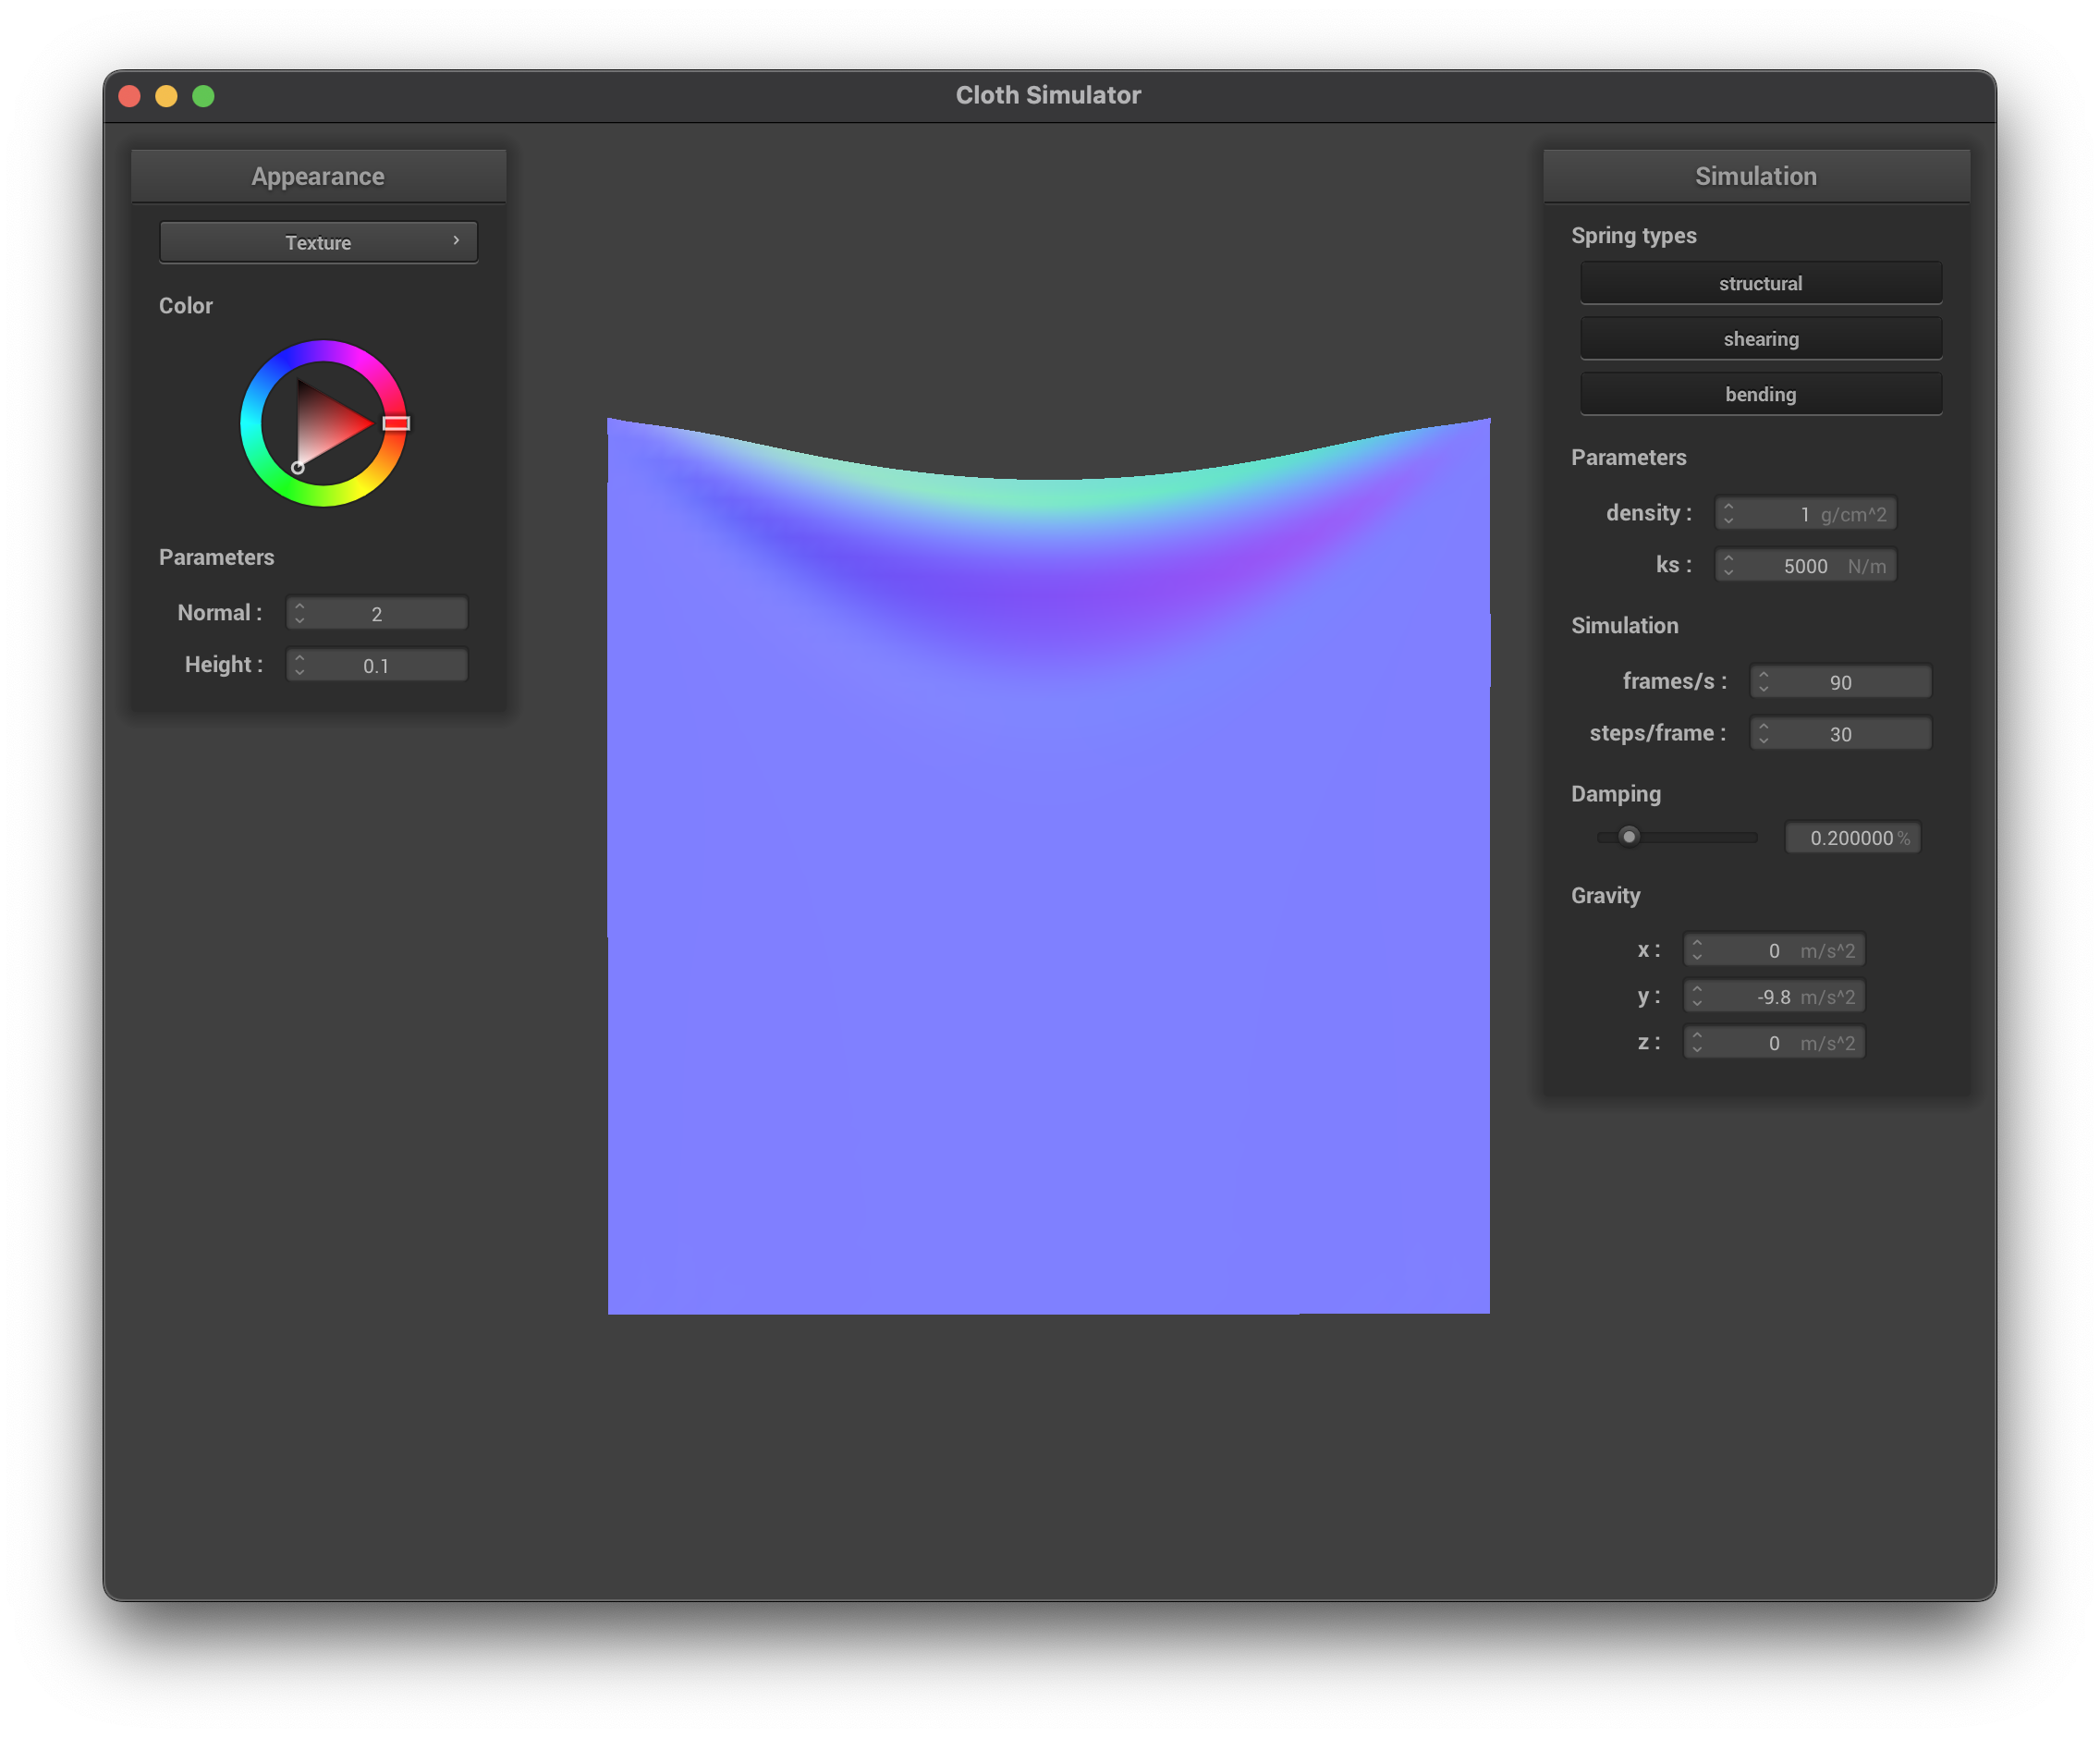 Cloth Simulator
Appearance
Texture
Color
Parameters
Normal : 2
Height : 0.1
Simulation
Spring types
structural
shearing
bending
Parameters
density : 1 g/cm^2
ks : 5000 N/m
Simulation
frames/s : 90
steps/frame : 30
Damping
0.200000 %
Gravity
x : 0 m/s^2
y : -9.8 m/s^2
z : 0 m/s^2